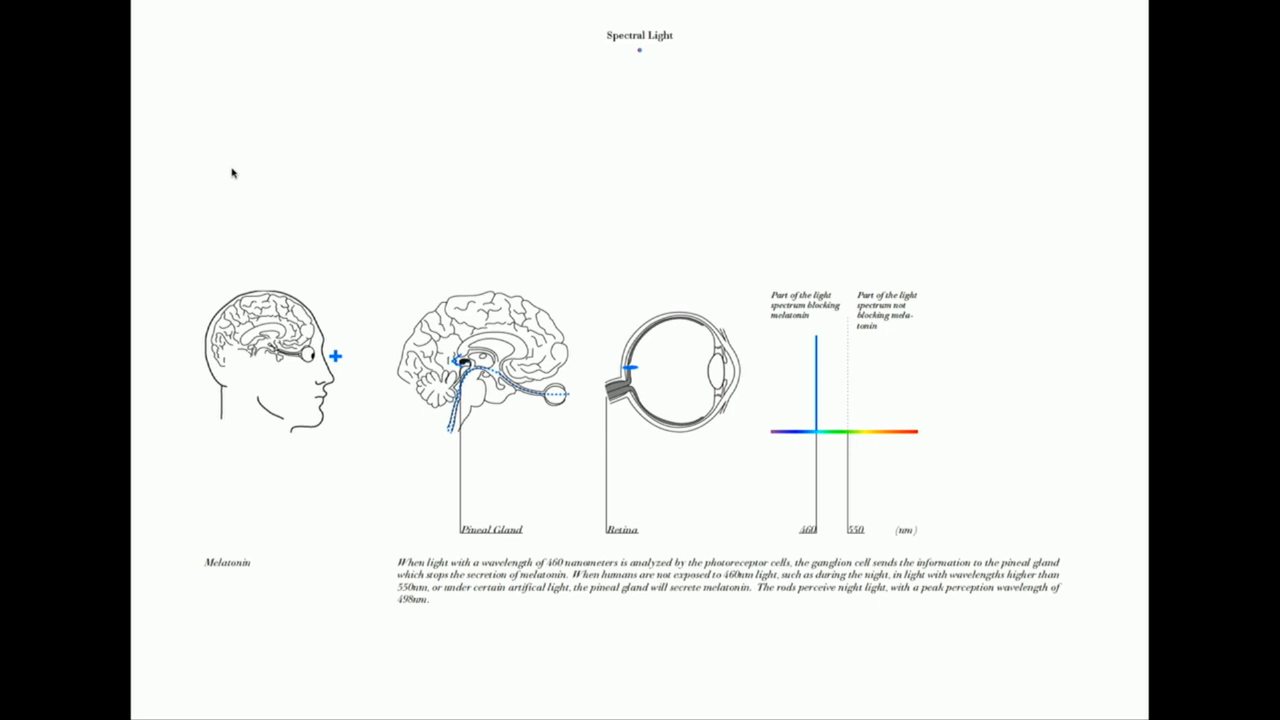 Spectral Light
Part of the light
spectrum blocking
melatonin
Part of the light
spectrum not
blocking mela-
tonin
Pineal Gland
Retina
460
550
(nm)
Melatonin
When light with a wavelength of 460 nanometers is analyzed by the photoreceptor cells, the ganglion cell sends the information to the pineal gland
which stops the secretion of melatonin. When humans are not exposed to 460nm light, such as during the night, in light with wavelengths higher than
550nm, or under certain artifical light, the pineal gland will secrete melatonin. The rods perceive night light, with a peak perception wavelength of
498nm.